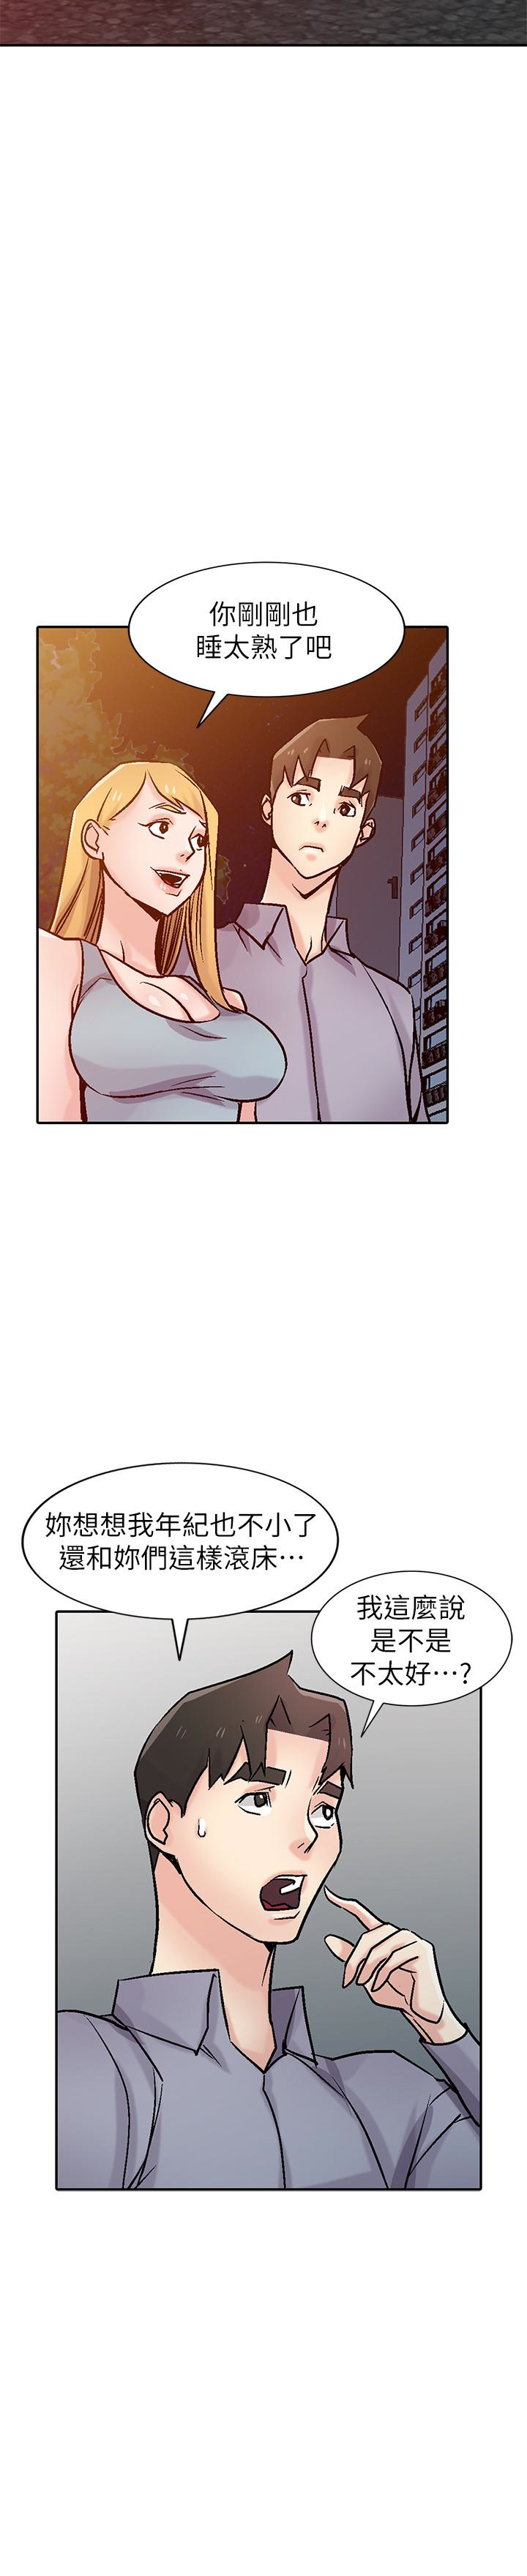 你剛剛也
睡太熟了吧
妳想想我年紀也不小了
還和妳們這樣滾床…
我這麼說
是不是
不太好…?